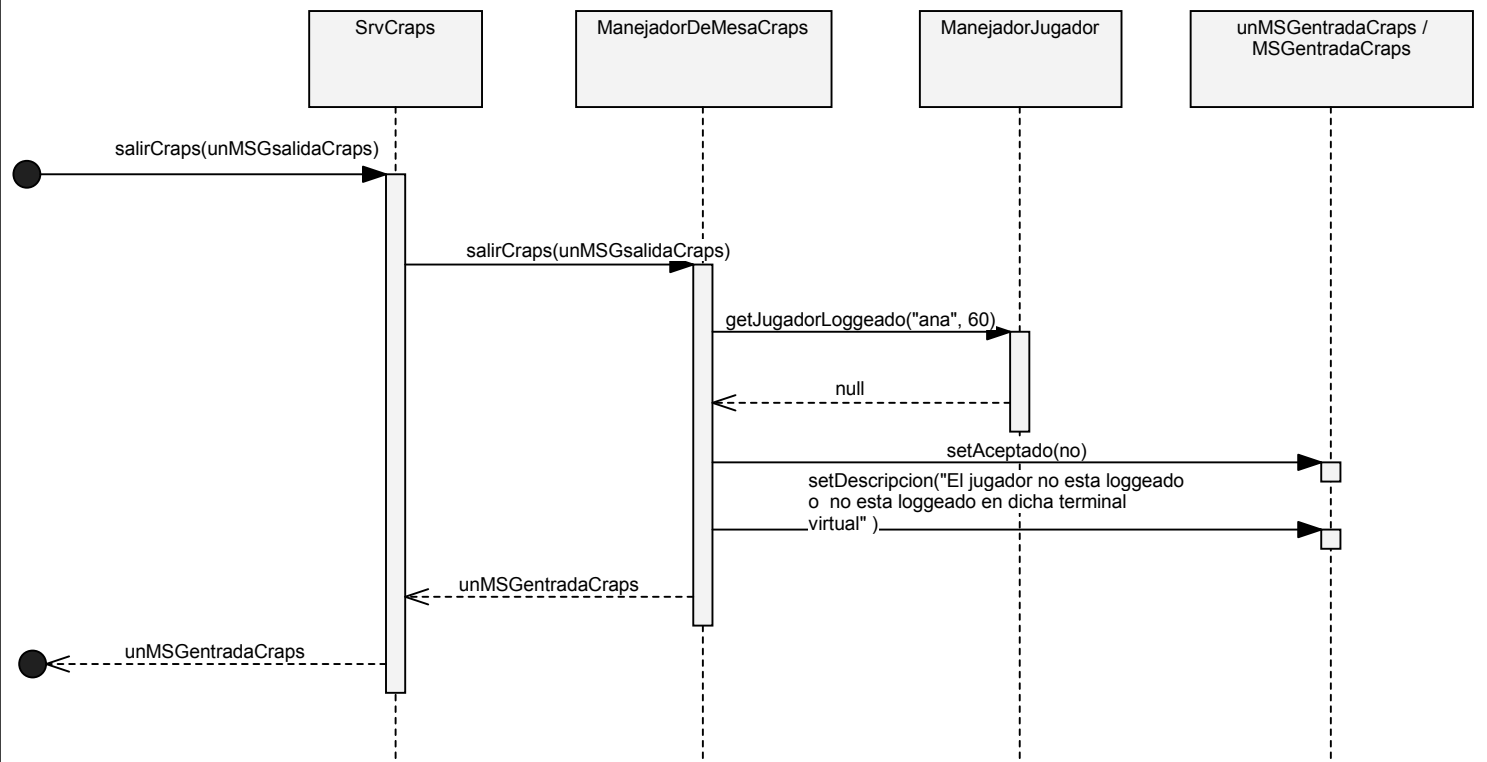 SrvCraps
ManejadorDeMesaCraps
ManejadorJugador
unMSGentradaCraps /
MSGentradaCraps
salirCraps(unMSGsalidaCraps)
salirCraps(unMSGsalidaCraps)
getJugadorLoggeado("ana", 60)
null
setAceptado(no)
setDescripcion("El jugador no esta loggeado
o  no esta loggeado en dicha terminal
virtual" )
unMSGentradaCraps
unMSGentradaCraps